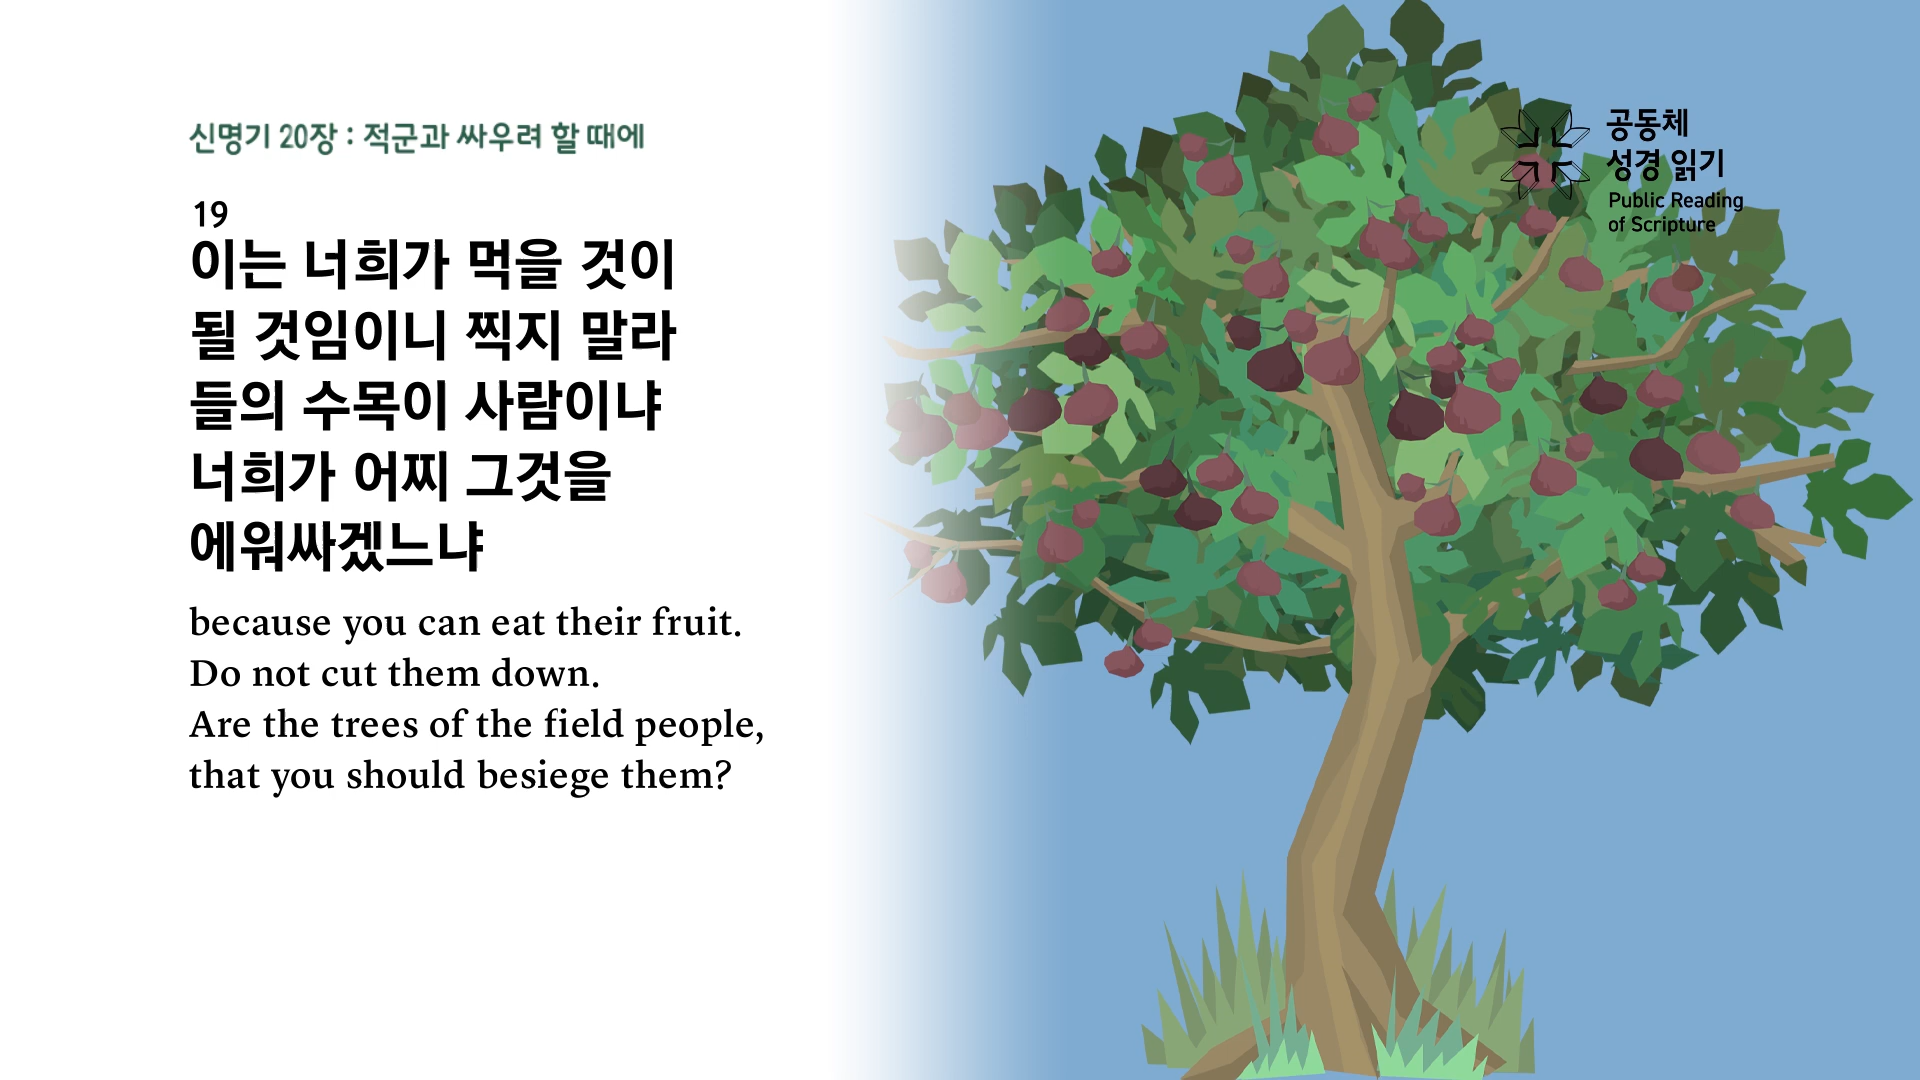 신명기 20장 : 적군과 싸우려 할 때에
19
이는 너희가 먹을 것이
될 것임이니 찍지 말라
들의 수목이 사람이냐
너희가 어찌 그것을
에워싸겠느냐
because you can eat their fruit.
Do not cut them down.
Are the trees of the field people,
that you should besiege them?
공동체
성경 읽기
Public Reading
of Scripture